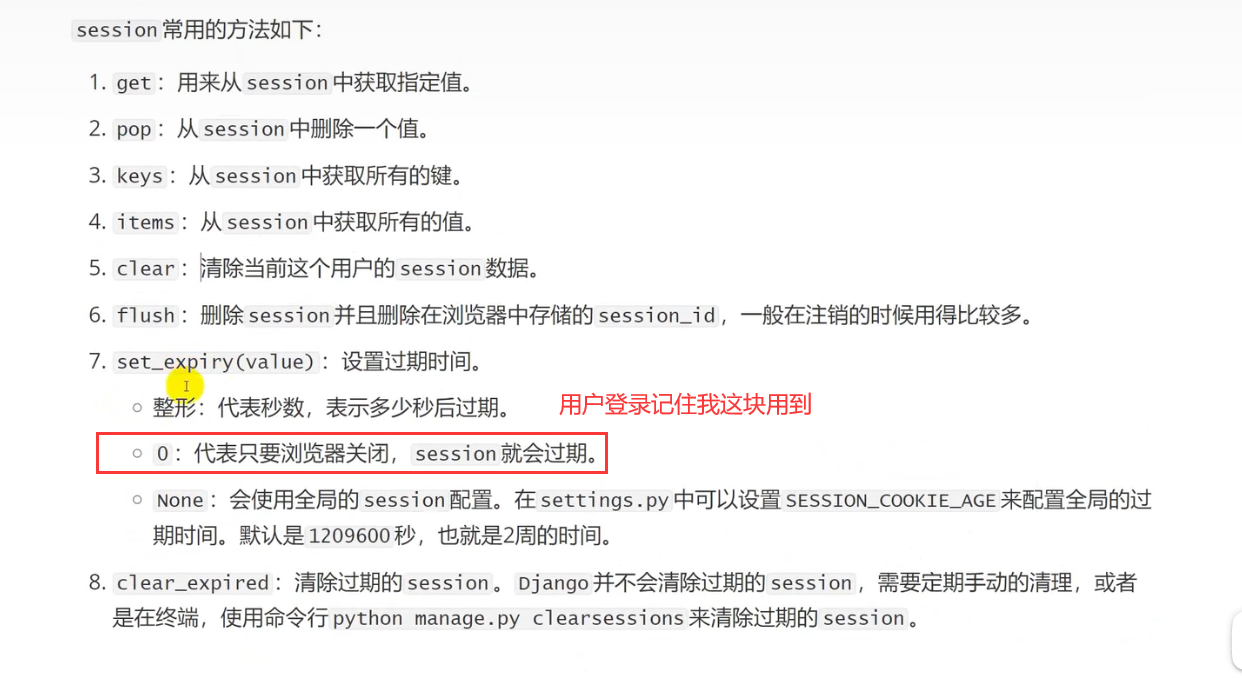 session常用的方法如下：
1. get：用来从session中获取指定值。
2. pop：从session中删除一个值。
3. keys：从session中获取所有的键。
4. items：从session中获取所有的值。
5. clear：清除当前这个用户的session数据。
6. flush：删除session并且删除在浏览器中存储的session_id，一般在注销的时候用得比较多。
7. set_expiry(value)：设置过期时间。
整形：代表秒数，表示多少秒后过期。 用户登录记住我这块用到
0：代表只要浏览器关闭，session就会过期。
None：会使用全局的session配置。在settings.py中可以设置SESSION_COOKIE_AGE来配置全局的过
期时间。默认是1209600秒，也就是2周的时间。
8. clear_expired：清除过期的session。Django并不会清除过期的session，需要定期手动的清理，或者
是在终端，使用命令行python manage.py clearsessions来清除过期的session。